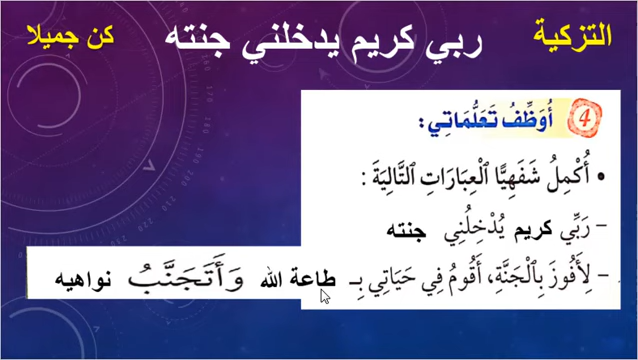 التزكية
ربي كريم يدخلني جنته
كن جميلا
4 أُوَظِّفُ تَعَلُّمَاتِي :
• أُكْمِلُ شَفَهِيًّا الْعِبَارَاتِ التَّالِيَةَ :
– رَبِّي كريم يُدْخِلُنِي جنته
– لِأَفُوزَ بِالْجَنَّةِ، أَقُومُ فِي حَيَاتِي بِـ طاعة الله وَأَتَجَنَّبُ نواهيه